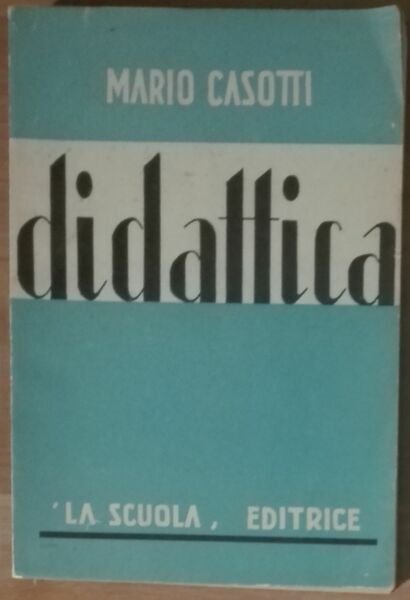 MARIO CASOTTI
didattica
'LA SCUOLA, EDITRICE